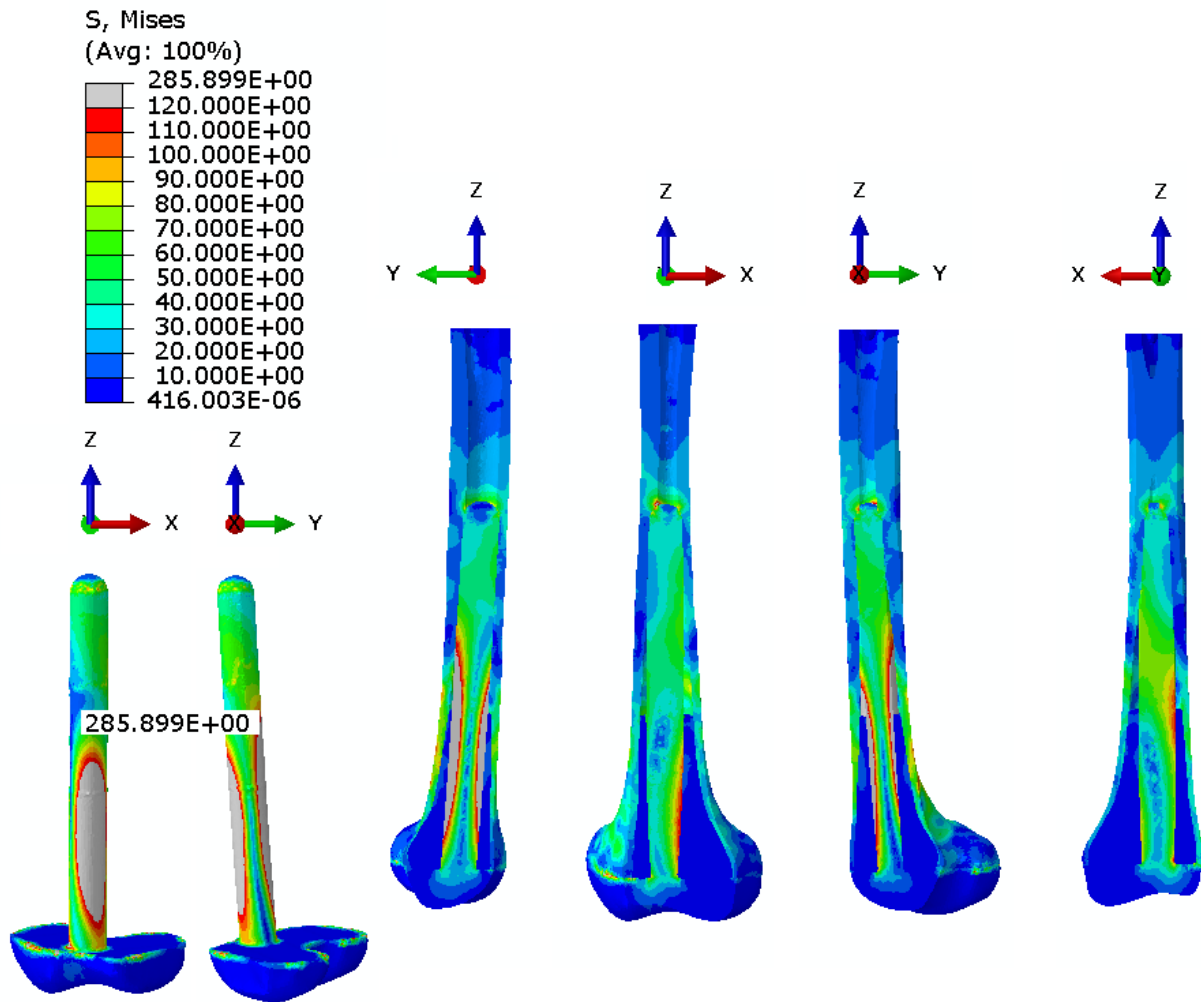 S, Mises
(Avg: 100%)
285.899E+00
120.000E+00
110.000E+00
100.000E+00
90.000E+00
80.000E+00
70.000E+00
60.000E+00
50.000E+00
40.000E+00
30.000E+00
20.000E+00
10.000E+00
416.003E-06
Z
Y
Z
X
Z
X
Y
Z
X
Y
Z
X
Z
X
Y
285.899E+00